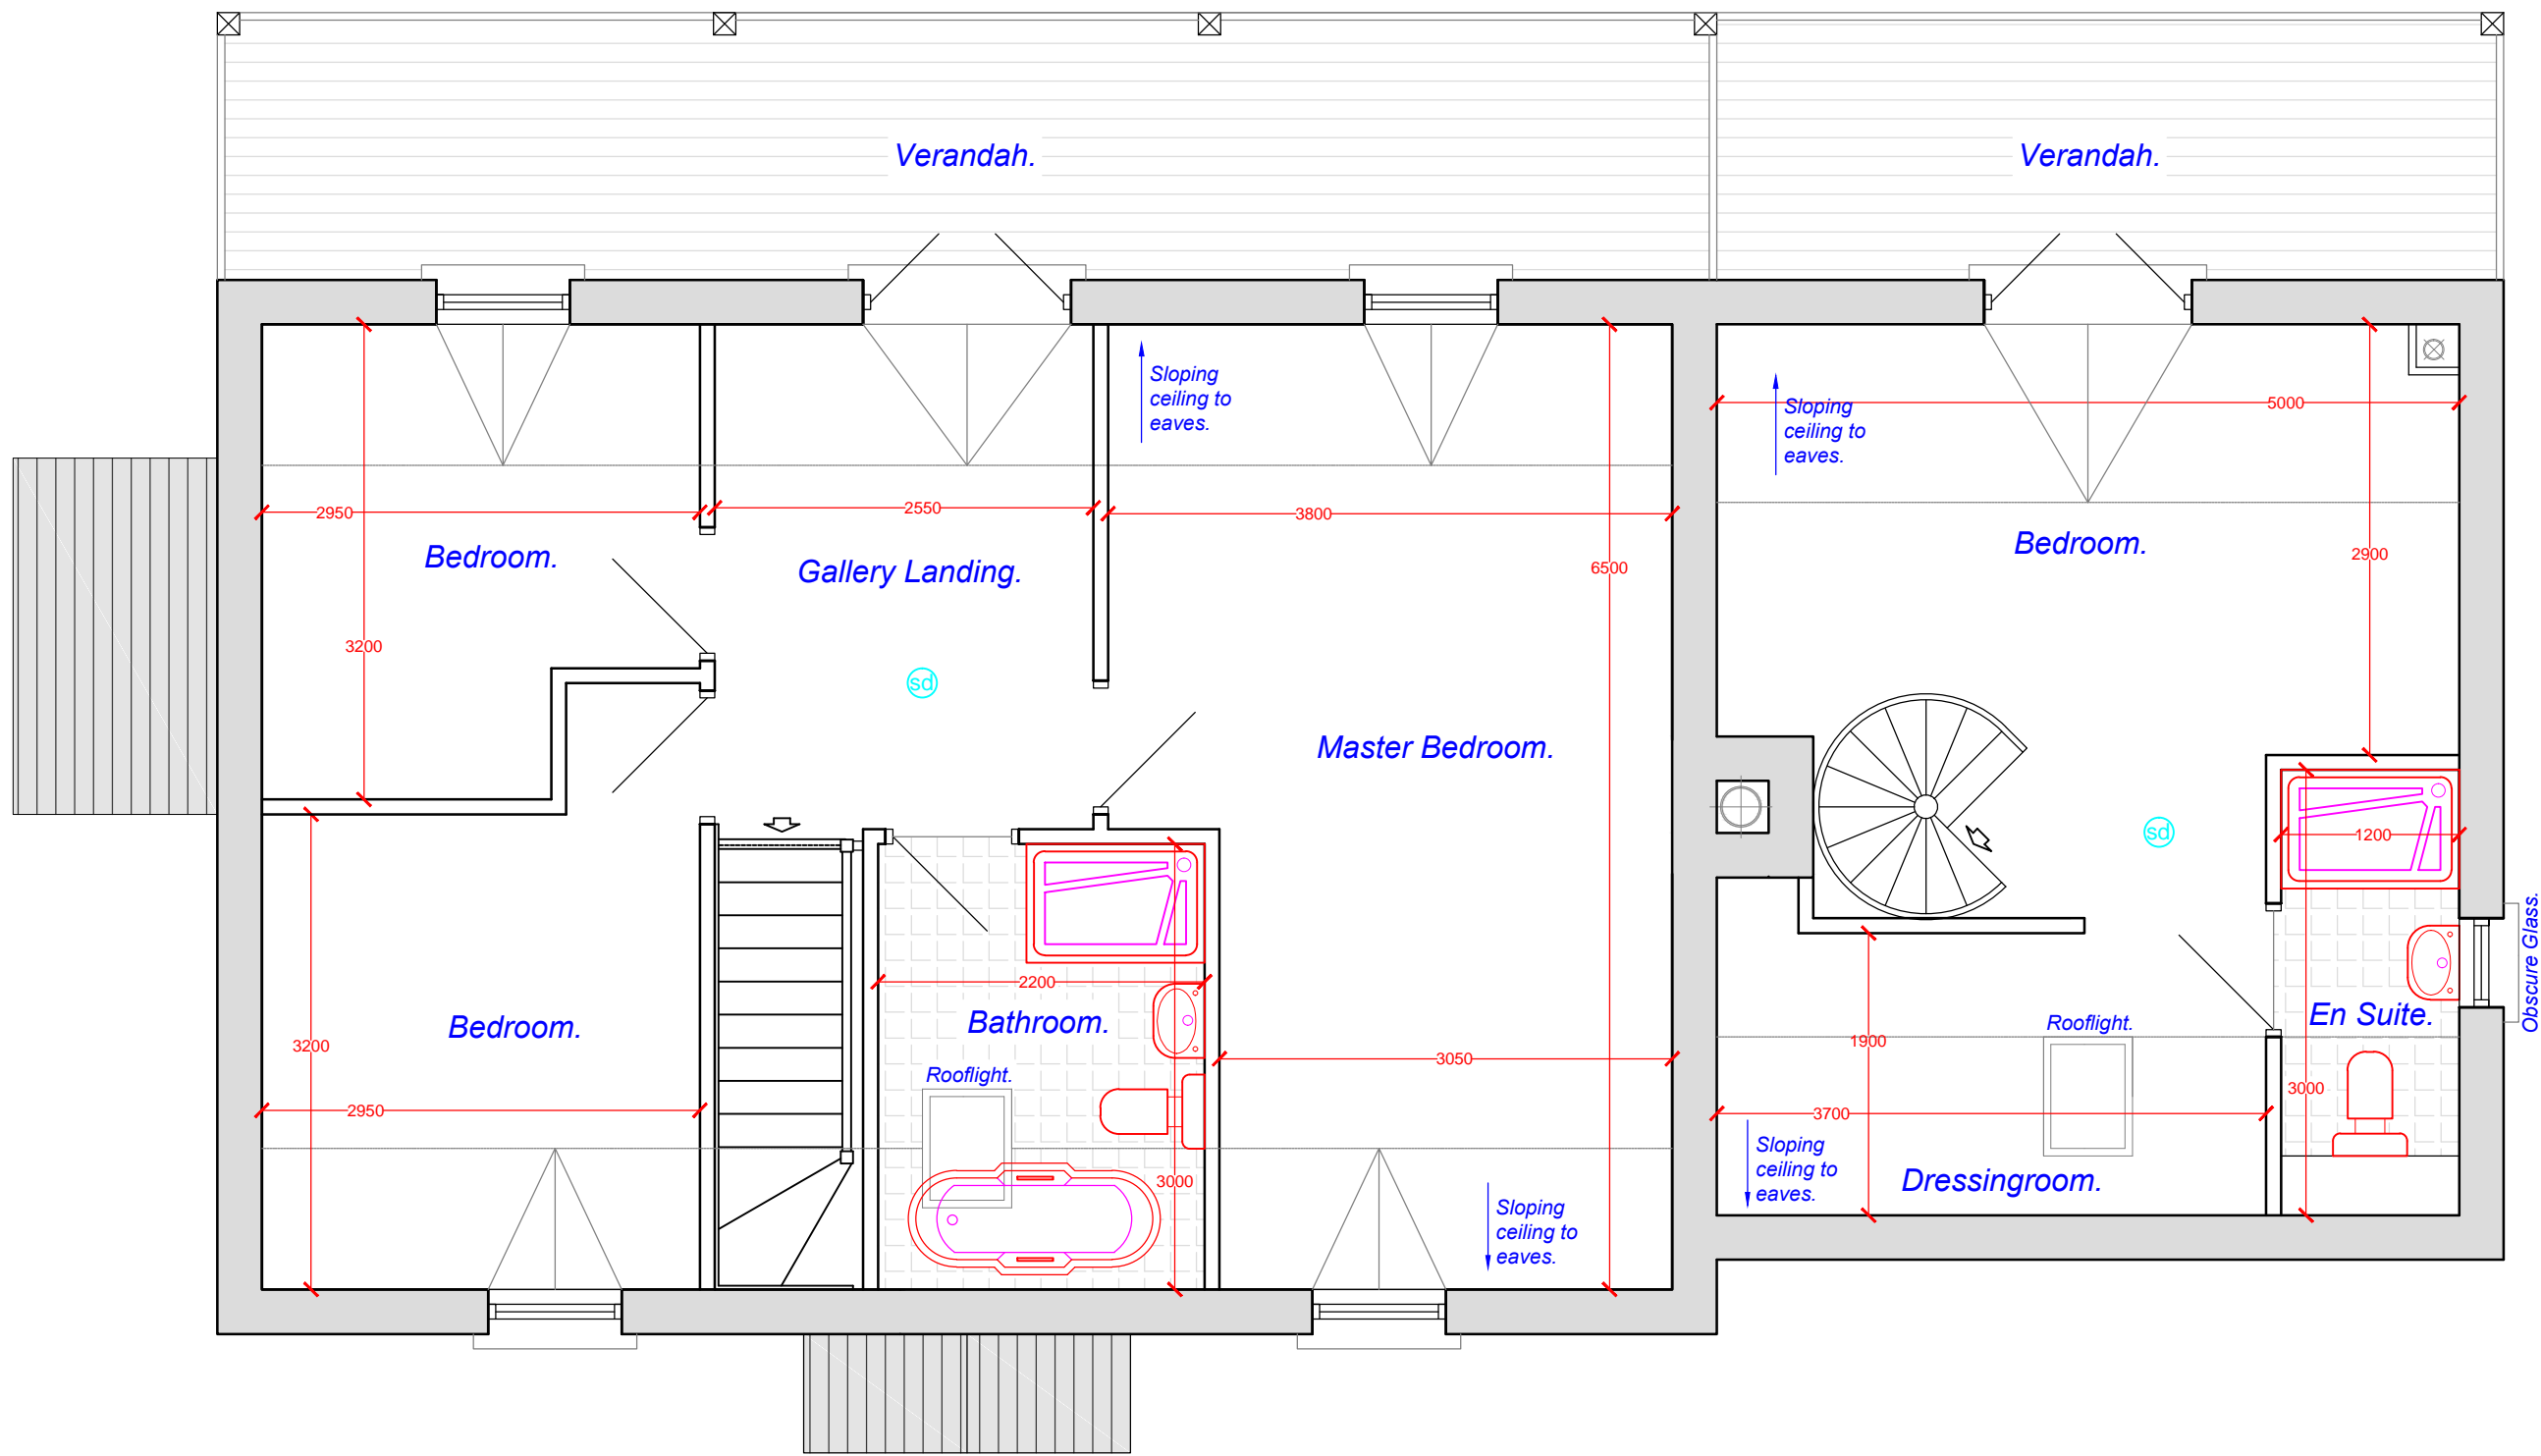 Verandah.
Verandah.
Sloping
ceiling to
eaves.
Sloping
ceiling to
eaves.
5000
2950
2550
3800
Bedroom.
Gallery Landing.
6500
Bedroom.
2900
3200
sd
Master Bedroom.
sd
1200
2200
Bedroom.
Bathroom.
Rooflight.
3200
2950
3050
3000
Rooflight.
En Suite.
Obscure Glass.
1900
3000
3700
Sloping
ceiling to
eaves.
Dressingroom.
Sloping
ceiling to
eaves.